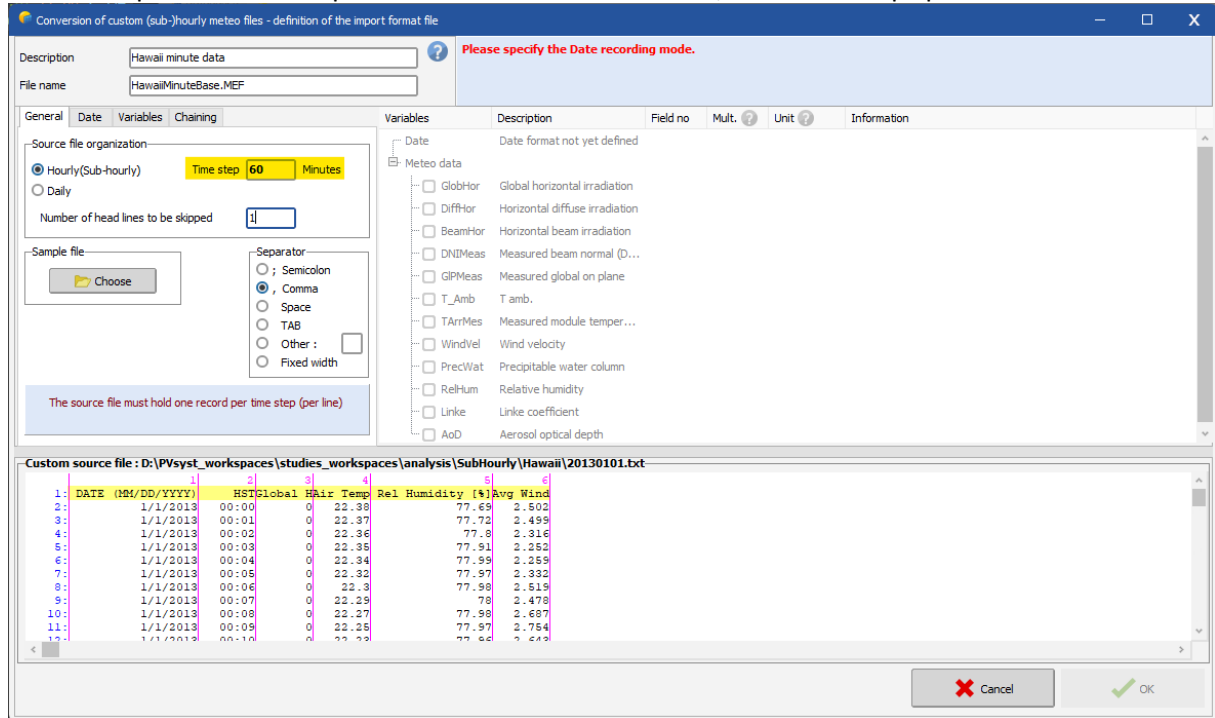 Conversion of custom (sub-)hourly meteo files - definition of the import format file
Description Hawaii minute data
File name HawaiiMinuteBase.MEF
Please specify the Date recording mode.
General Date Variables Chaining
Source file organization
Hourly(Sub-hourly) Time step 60 Minutes
Daily
Number of head lines to be skipped 1
Sample file
Choose
Separator
; Semicolon
, Comma
Space
TAB
Other :
Fixed width
The source file must hold one record per time step (per line)
Variables Description Field no Mult. Unit Information
Date Date format not yet defined
Meteo data
GlobHor Global horizontal irradiation
DiffHor Horizontal diffuse irradiation
BeamHor Horizontal beam irradiation
DNIMeas Measured beam normal (D...
GlPMeas Measured global on plane
T_Amb T amb.
TArrMes Measured module temper...
WindVel Wind velocity
PrecWat Precipitable water column
RelHum Relative humidity
Linke Linke coefficient
AoD Aerosol optical depth
Custom source file : D:\PVsyst_workspaces\studies_workspaces\analysis\SubHourly\Hawaii\20130101.txt
1 2 3 4 5 6
1: DATE (MM/DD/YYYY) HST Global H Air Temp Rel Humidity [%] Avg Wind
2: 1/1/2013 00:00 0 22.38 77.69 2.502
3: 1/1/2013 00:01 0 22.37 77.72 2.499
4: 1/1/2013 00:02 0 22.36 77.8 2.316
5: 1/1/2013 00:03 0 22.35 77.91 2.252
6: 1/1/2013 00:04 0 22.34 77.99 2.259
7: 1/1/2013 00:05 0 22.32 77.97 2.332
8: 1/1/2013 00:06 0 22.3 77.98 2.519
9: 1/1/2013 00:07 0 22.29 78 2.478
10: 1/1/2013 00:08 0 22.27 77.98 2.687
11: 1/1/2013 00:09 0 22.25 77.97 2.754
12: 1/1/2013 00:10 0 22.23 77.96 2.643
Cancel OK